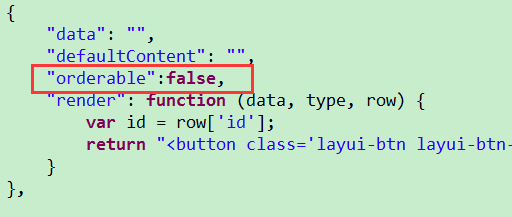 {
"data": "",
"defaultContent": "",
"orderable":false,
"render": function (data, type, row) {
var id = row['id'];
return "<button class='layui-btn layui-btn-
}
},